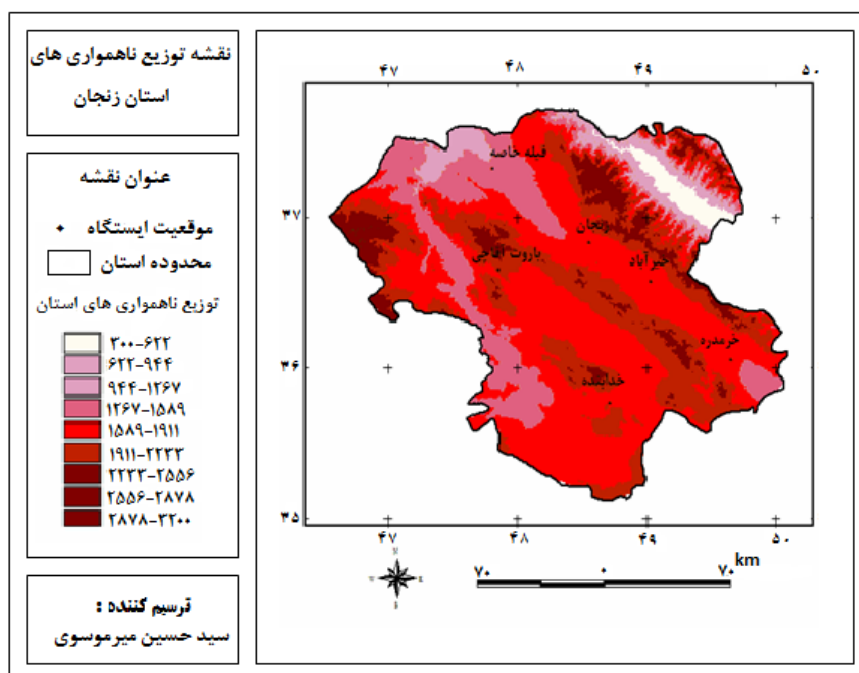 نقشه توزیع ناهمواری های
استان زنجان
عنوان نقشه
موقعیت ایستگاه
محدوده استان
توزیع ناهمواری های استان
۳۰۰-۶۲۲
۶۲۲-۹۴۴
۹۴۴-۱۲۶۷
۱۲۶۷-۱۵۸۹
۱۵۸۹-۱۹۱۱
۱۹۱۱-۲۲۳۳
۲۲۳۳-۲۵۵۶
۲۵۵۶-۲۸۷۸
۲۸۷۸-۳۲۰۰
ترسیم کننده :
سید حسین میرموسوی
۴۷ ۴۸ ۴۹ ۵۰
۳۷
۳۶
۳۵
قبله خاصه
زنجان
باروت آغاجی
خیرآباد
خرمدره
خدابنده
۴۷ ۴۸ ۴۹ ۵۰
N
W E
S
۷۰ ۰ ۷۰ km